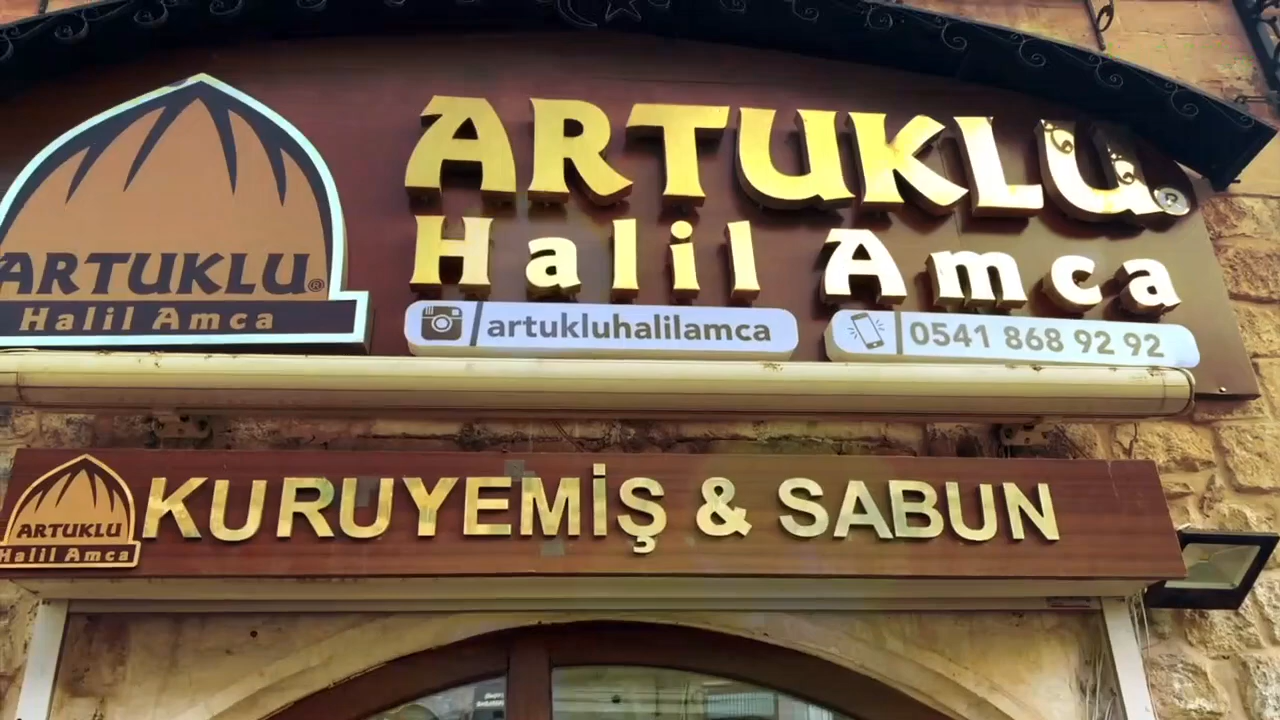 ARTUKLU®
Halil Amca
ARTUKLU
Halil Amca
artukluhalilamca
0541 868 92 92
ARTUKLU
Halil Amca
KURUYEMİŞ & SABUN